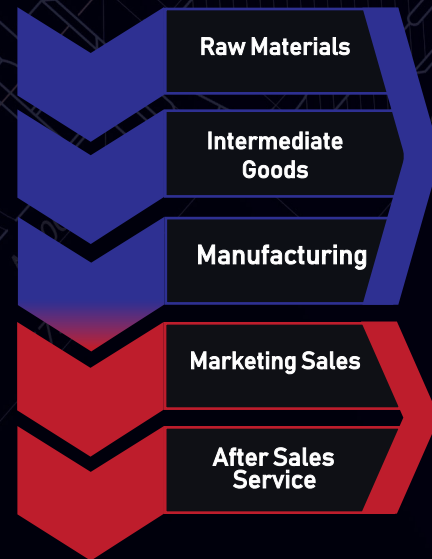 Raw Materials
Intermediate
Goods
Manufacturing
Marketing Sales
After Sales
Service